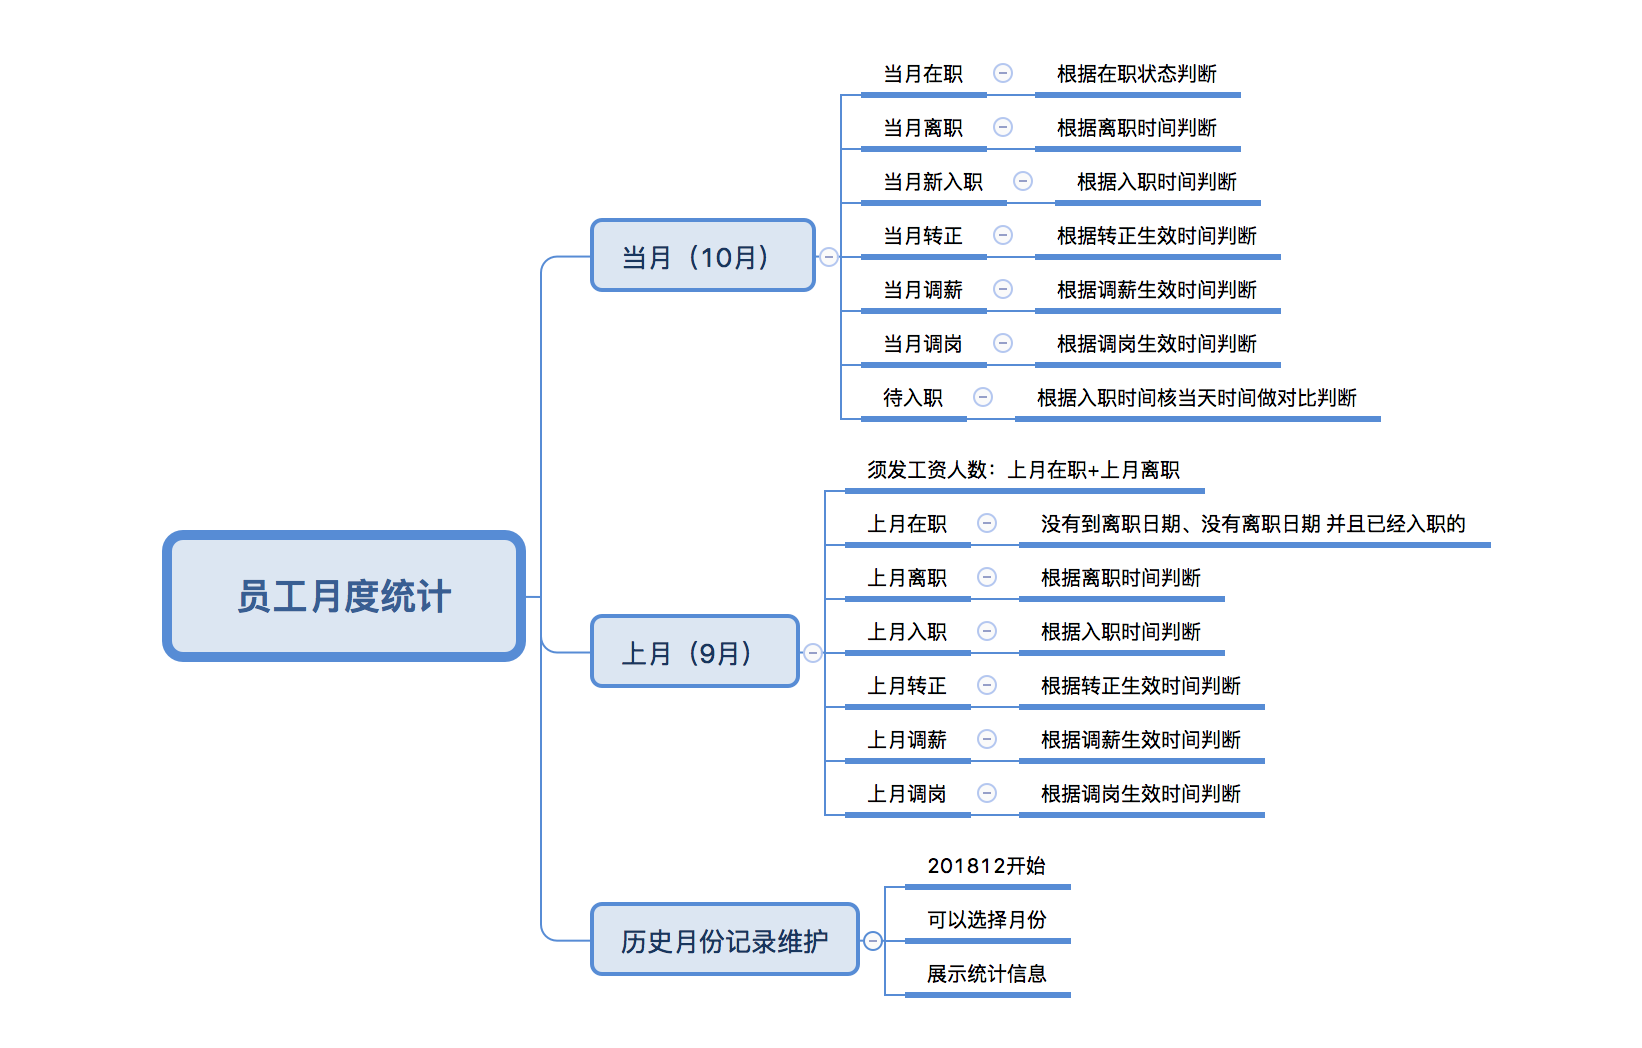 员工月度统计
当月（10月）
当月在职
根据在职状态判断
当月离职
根据离职时间判断
当月新入职
根据入职时间判断
当月转正
根据转正生效时间判断
当月调薪
根据调薪生效时间判断
当月调岗
根据调岗生效时间判断
待入职
根据入职时间核当天时间做对比判断
上月（9月）
须发工资人数：上月在职+上月离职
上月在职
没有到离职日期、没有离职日期 并且已经入职的
上月离职
根据离职时间判断
上月入职
根据入职时间判断
上月转正
根据转正生效时间判断
上月调薪
根据调薪生效时间判断
上月调岗
根据调岗生效时间判断
历史月份记录维护
201812开始
可以选择月份
展示统计信息